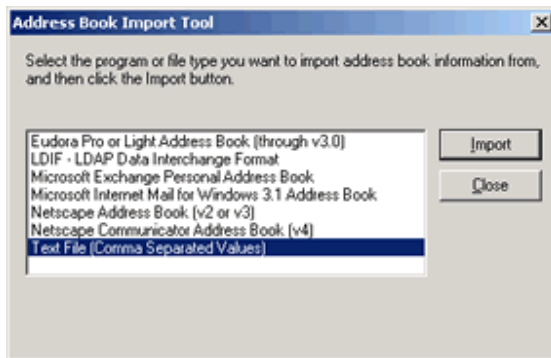 Address Book Import Tool
Select the program or file type you want to import address book information from,
and then click the Import button.
Eudora Pro or Light Address Book (through v3.0)
LDIF - LDAP Data Interchange Format
Microsoft Exchange Personal Address Book
Microsoft Internet Mail for Windows 3.1 Address Book
Netscape Address Book (v2 or v3)
Netscape Communicator Address Book (v4)
Text File (Comma Separated Values)
Import
Close